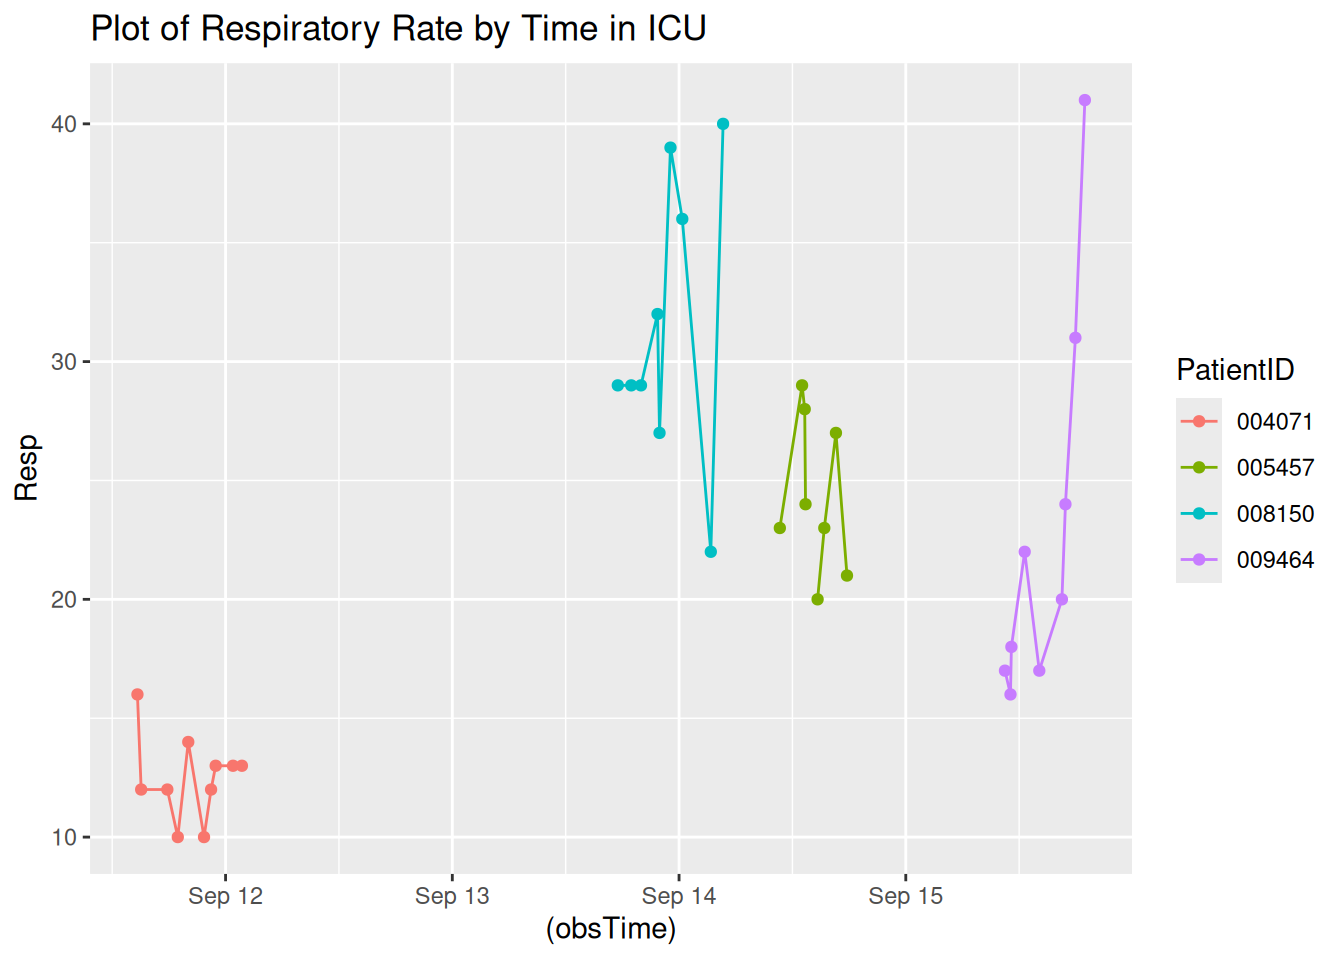 Plot of Respiratory Rate by Time in ICU
Resp
40
30
20
10
Sep 12
Sep 13
Sep 14
Sep 15
(obsTime)
PatientID
004071
005457
008150
009464